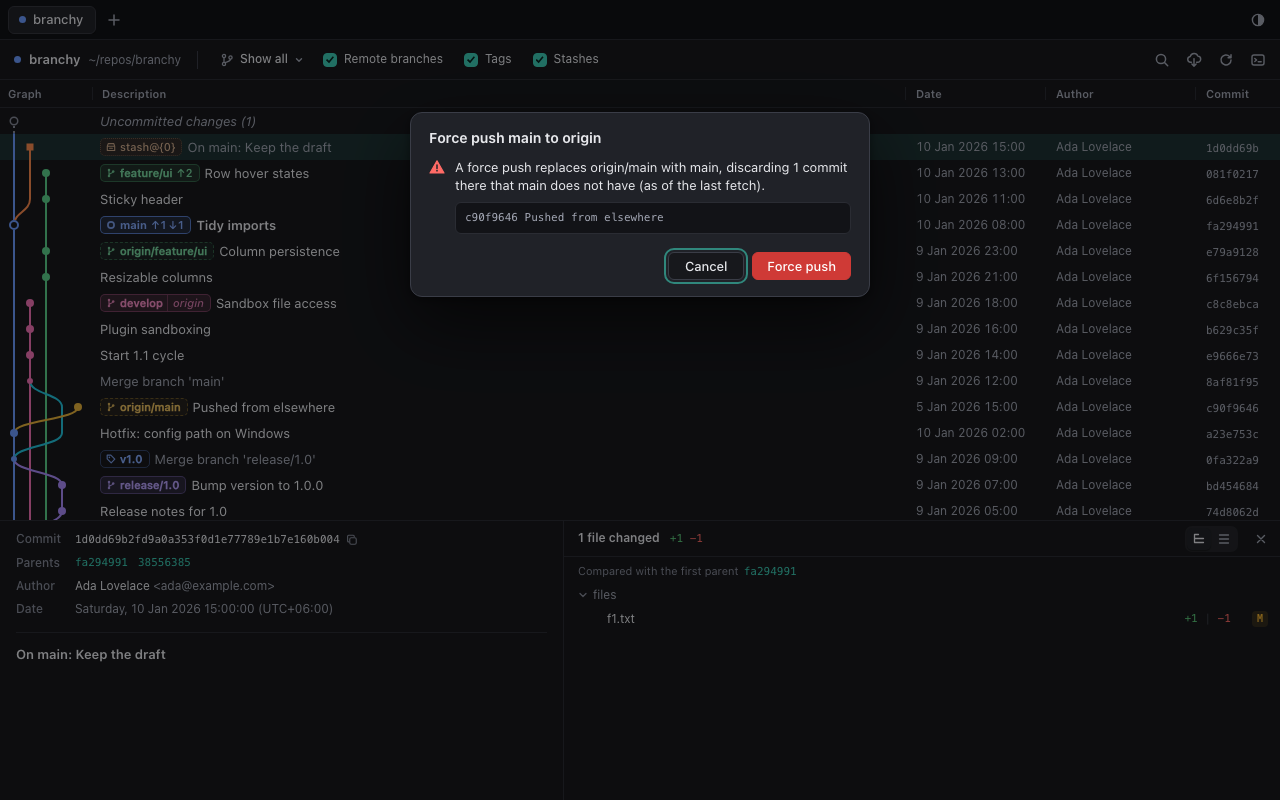 branchy
branchy ~/repos/branchy Show all Remote branches Tags Stashes
Graph Description Date Author Commit
Uncommitted changes (1)
stash@{0} On main: Keep the draft 10 Jan 2026 15:00 Ada Lovelace 1d0dd69b
feature/ui ↑2 Row hover states 10 Jan 2026 13:00 Ada Lovelace 081f0217
Sticky header 10 Jan 2026 11:00 Ada Lovelace 6d6e8b2f
main ↑1↓1 Tidy imports 10 Jan 2026 08:00 Ada Lovelace fa294991
origin/feature/ui Column persistence 9 Jan 2026 23:00 Ada Lovelace e79a9128
Resizable columns 9 Jan 2026 21:00 Ada Lovelace 6f156794
develop origin Sandbox file access 9 Jan 2026 18:00 Ada Lovelace c8c8ebca
Plugin sandboxing 9 Jan 2026 16:00 Ada Lovelace b629c35f
Start 1.1 cycle 9 Jan 2026 14:00 Ada Lovelace e9666e73
Merge branch 'main' 9 Jan 2026 12:00 Ada Lovelace 8af81f95
origin/main Pushed from elsewhere 5 Jan 2026 15:00 Ada Lovelace c90f9646
Hotfix: config path on Windows 10 Jan 2026 02:00 Ada Lovelace a23e753c
v1.0 Merge branch 'release/1.0' 9 Jan 2026 09:00 Ada Lovelace 0fa322a9
release/1.0 Bump version to 1.0.0 9 Jan 2026 07:00 Ada Lovelace bd454684
Release notes for 1.0 9 Jan 2026 05:00 Ada Lovelace 74d8062d
Force push main to origin
A force push replaces origin/main with main, discarding 1 commit
there that main does not have (as of the last fetch).
c90f9646 Pushed from elsewhere
Cancel Force push
Commit 1d0dd69b2fd9a0a353f0d1e77789e1b7e160b004
Parents fa294991 38556385
Author Ada Lovelace <ada@example.com>
Date Saturday, 10 Jan 2026 15:00:00 (UTC+06:00)
On main: Keep the draft
1 file changed +1 −1
Compared with the first parent fa294991
files
f1.txt +1 −1 M